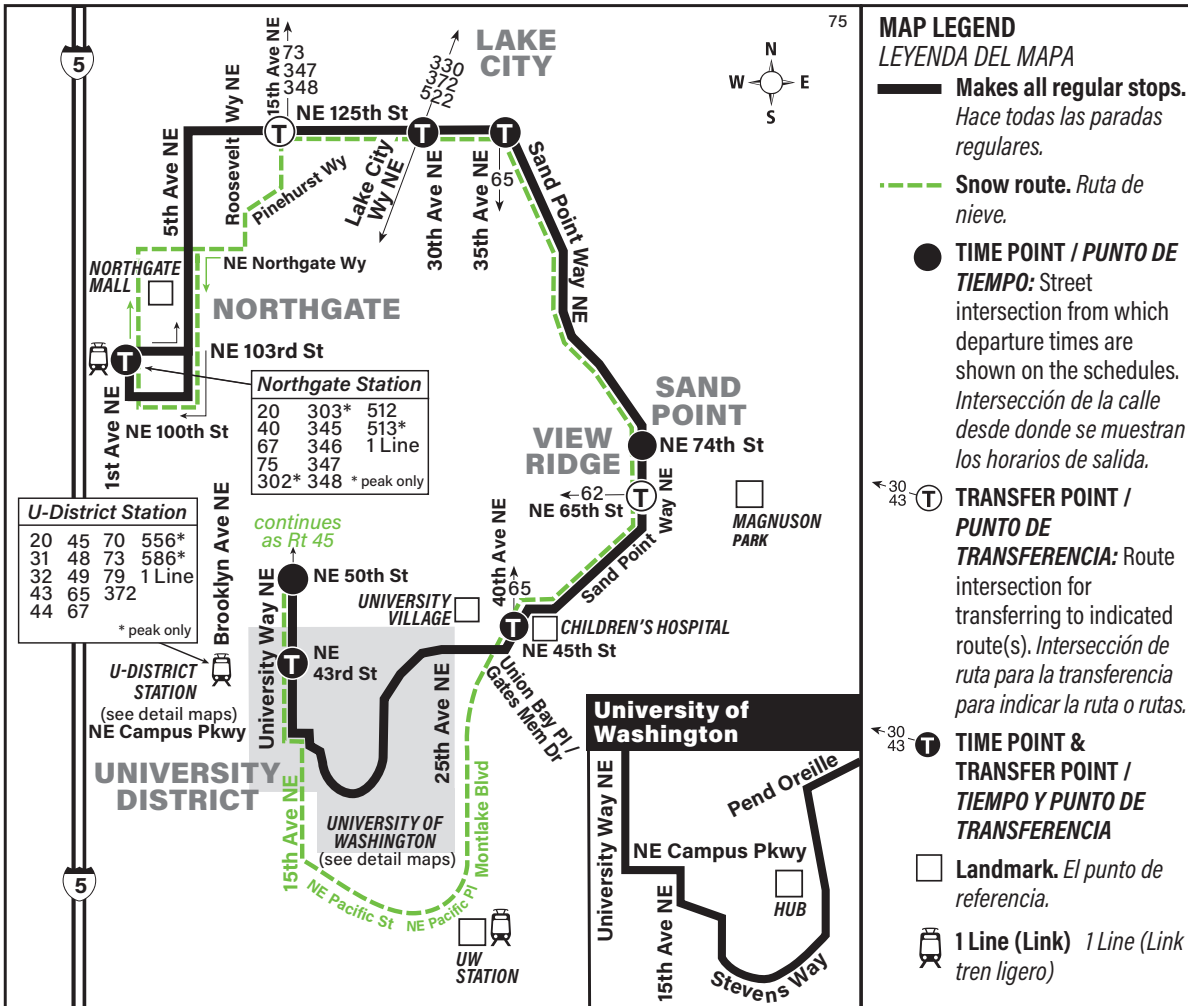 75
5
15th Ave NE
73
347
348
330
372
522
LAKE
CITY
N
W E
S
Roosevelt Wy NE
NE 125th St
5th Ave NE
Pinehurst Wy
Lake City
Wy NE
30th Ave NE
35th Ave NE
65
Sand Point Way NE
NORTHGATE
MALL
NE Northgate Wy
NORTHGATE
T
T
T
T
NE 103rd St
1st Ave NE
NE 100th St
Northgate Station
20 303* 512
40 345 513*
67 346 1 Line
75 347
302* 348 * peak only
SAND
POINT
VIEW
RIDGE
NE 74th St
62
T
NE 65th St
Way NE
Sand Point
MAGNUSON
PARK
U-District Station
20 45 70 556*
31 48 73 586*
32 49 79 1 Line
43 65 372
44 67
* peak only
Brooklyn Ave NE
continues
as Rt 45
University Way NE
NE 50th St
UNIVERSITY
VILLAGE
40th Ave NE
65
T
CHILDREN'S HOSPITAL
NE 45th St
U-DISTRICT
STATION
(see detail maps)
NE Campus Pkwy
T
NE
43rd St
25th Ave NE
Union Bay Pl /
Gates Mem Dr
UNIVERSITY
DISTRICT
15th Ave NE
UNIVERSITY OF
WASHINGTON
(see detail maps)
Montlake Blvd
NE Pacific St
NE Pacific Pl
UW
STATION
5
University of
Washington
University Way NE
Pend Oreille
NE Campus Pkwy
HUB
15th Ave NE
Stevens Way
MAP LEGEND
LEYENDA DEL MAPA
Makes all regular stops.
Hace todas las paradas
regulares.
Snow route. Ruta de
nieve.
TIME POINT / PUNTO DE
TIEMPO: Street
intersection from which
departure times are
shown on the schedules.
Intersección de la calle
desde donde se muestran
los horarios de salida.
30
43
T
TRANSFER POINT /
PUNTO DE
TRANSFERENCIA: Route
intersection for
transferring to indicated
route(s). Intersección de
ruta para la transferencia
para indicar la ruta o rutas.
30
43
T
TIME POINT &
TRANSFER POINT /
TIEMPO Y PUNTO DE
TRANSFERENCIA
Landmark. El punto de
referencia.
1 Line (Link) 1 Line (Link
tren ligero)